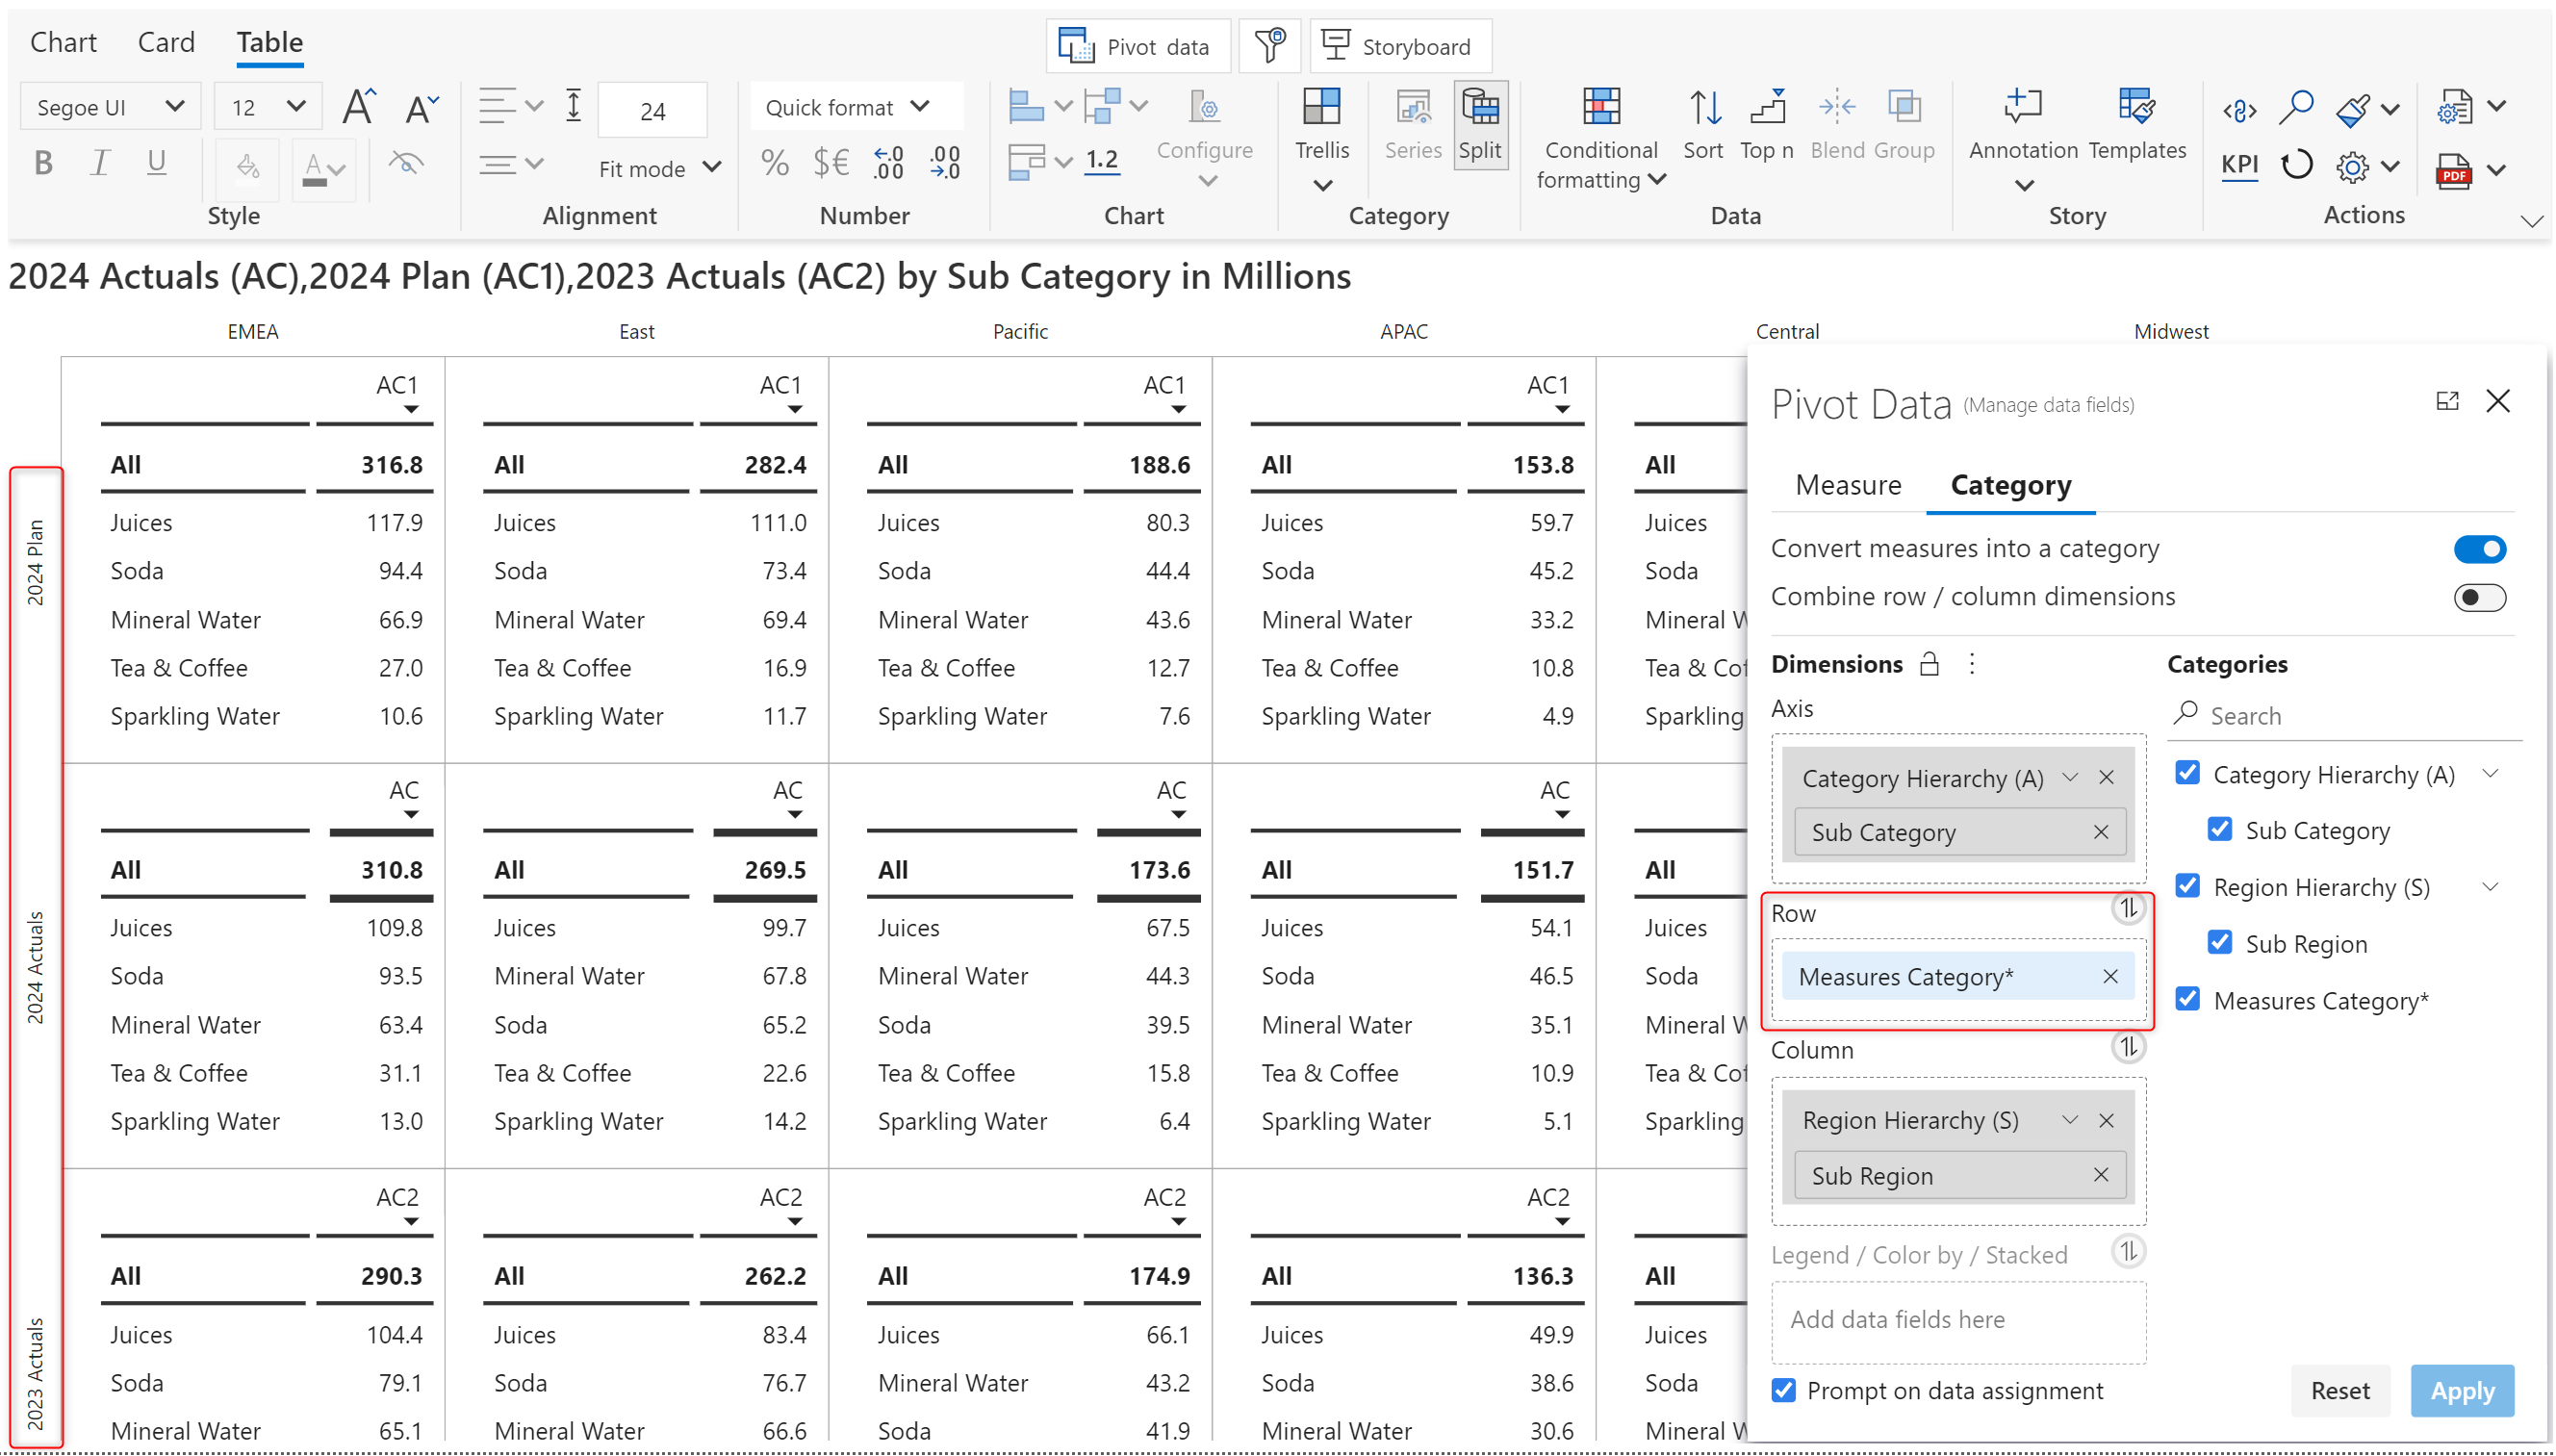 Chart Card Table
Pivot data Storyboard
Segoe UI 12 A A 24 Quick format
B I U A Fit mode % $€ ←.0 .00 .00 →.0 1.2
Configure Trellis Series Split
Conditional formatting Sort Top n Blend Group
Annotation Templates KPI PDF
Style Alignment Number Chart Category Data Story Actions
2024 Actuals (AC),2024 Plan (AC1),2023 Actuals (AC2) by Sub Category in Millions
EMEA East Pacific APAC Central Midwest
2024 Plan
AC1 AC1 AC1 AC1
All 316.8 All 282.4 All 188.6 All 153.8 All
Juices 117.9 Juices 111.0 Juices 80.3 Juices 59.7 Juices
Soda 94.4 Soda 73.4 Soda 44.4 Soda 45.2 Soda
Mineral Water 66.9 Mineral Water 69.4 Mineral Water 43.6 Mineral Water 33.2 Mineral W
Tea & Coffee 27.0 Tea & Coffee 16.9 Tea & Coffee 12.7 Tea & Coffee 10.8 Tea & Cof
Sparkling Water 10.6 Sparkling Water 11.7 Sparkling Water 7.6 Sparkling Water 4.9 Sparkling
2024 Actuals
AC AC AC AC
All 310.8 All 269.5 All 173.6 All 151.7 All
Juices 109.8 Juices 99.7 Juices 67.5 Juices 54.1 Juices
Soda 93.5 Mineral Water 67.8 Mineral Water 44.3 Soda 46.5 Soda
Mineral Water 63.4 Soda 65.2 Soda 39.5 Mineral Water 35.1 Mineral W
Tea & Coffee 31.1 Tea & Coffee 22.6 Tea & Coffee 15.8 Tea & Coffee 10.9 Tea & Cof
Sparkling Water 13.0 Sparkling Water 14.2 Sparkling Water 6.4 Sparkling Water 5.1 Sparkling
2023 Actuals
AC2 AC2 AC2 AC2
All 290.3 All 262.2 All 174.9 All 136.3 All
Juices 104.4 Juices 83.4 Juices 66.1 Juices 49.9 Juices
Soda 79.1 Soda 76.7 Mineral Water 43.2 Soda 38.6 Soda
Mineral Water 65.1 Mineral Water 66.6 Soda 41.9 Mineral Water 30.6 Mineral W
Pivot Data (Manage data fields)
Measure Category
Convert measures into a category
Combine row / column dimensions
Dimensions
Axis
Category Hierarchy (A)
Sub Category
Row
Measures Category*
Column
Region Hierarchy (S)
Sub Region
Legend / Color by / Stacked
Add data fields here
Categories
Search
Category Hierarchy (A)
Sub Category
Region Hierarchy (S)
Sub Region
Measures Category*
Prompt on data assignment
Reset Apply